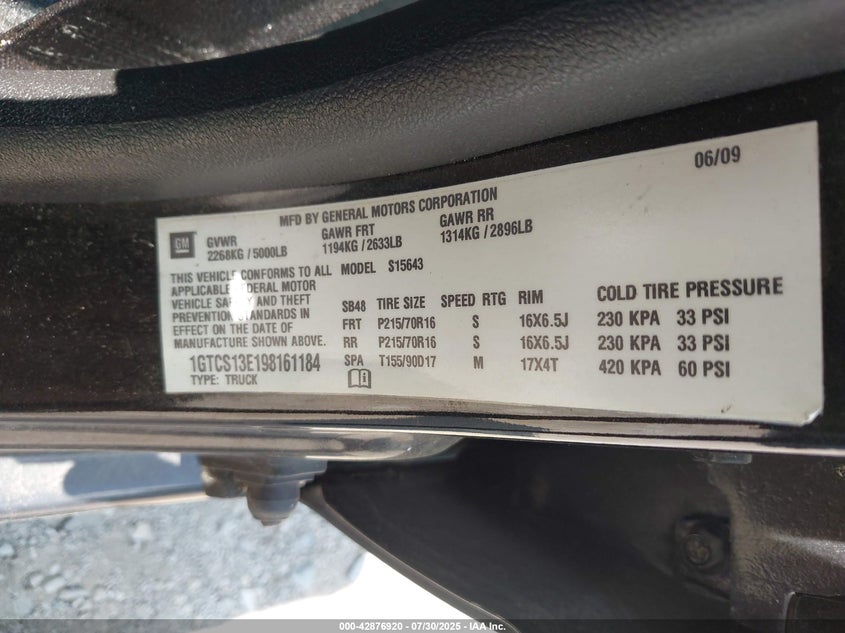 06/09
MFD BY GENERAL MOTORS CORPORATION
GM
GVWR GAWR FRT GAWR RR
2268KG / 5000LB 1194KG / 2633LB 1314KG / 2896LB
THIS VEHICLE CONFORMS TO ALL MODEL S15643
APPLICABLE FEDERAL MOTOR
VEHICLE SAFETY AND THEFT
PREVENTION STANDARDS IN
EFFECT ON THE DATE OF
MANUFACTURE SHOWN ABOVE.
1GTCS13E198161184
TYPE: TRUCK
SB48 TIRE SIZE SPEED RTG RIM COLD TIRE PRESSURE
FRT P215/70R16 S 16X6.5J 230 KPA 33 PSI
RR P215/70R16 S 16X6.5J 230 KPA 33 PSI
SPA T155/90D17 M 17X4T 420 KPA 60 PSI
000-42876920 - 07/30/2025 - IAA Inc.